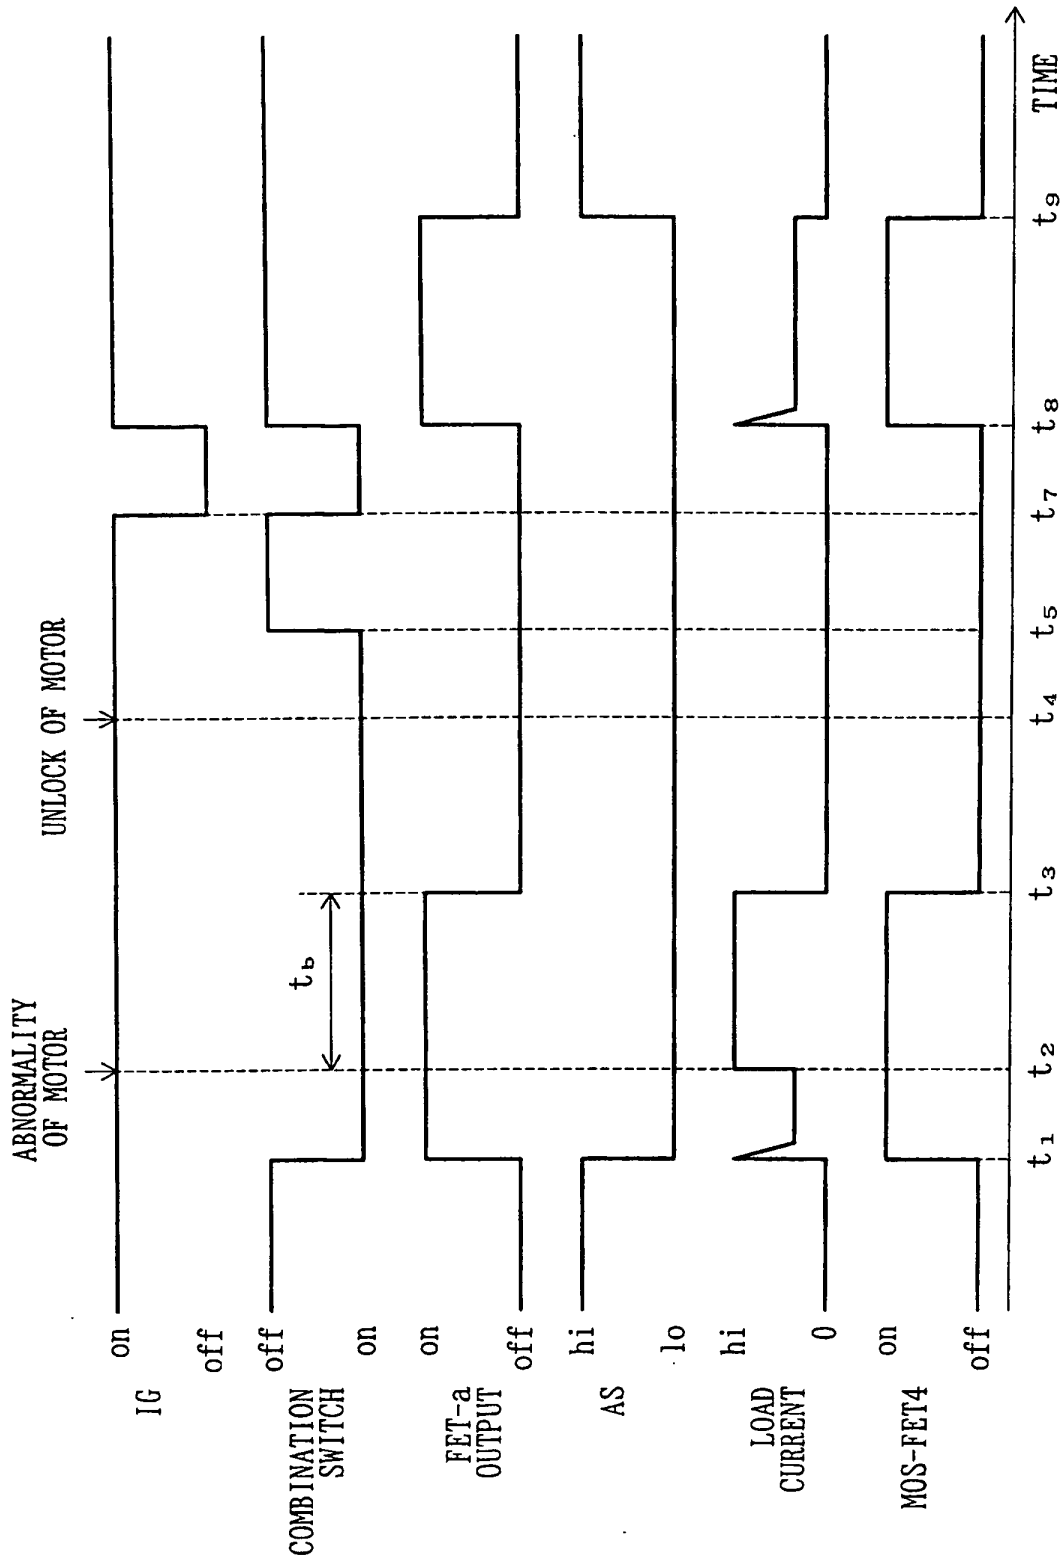 ABNORMALITY
OF MOTOR
UNLOCK OF MOTOR
IG
on
off
COMBINATION
SWITCH
off
on
tb
FET-a
OUTPUT
on
off
AS
hi
lo
LOAD
CURRENT
hi
0
MOS-FET4
on
off
t1
t2
t3
t4
t5
t7
t8
t9
TIME